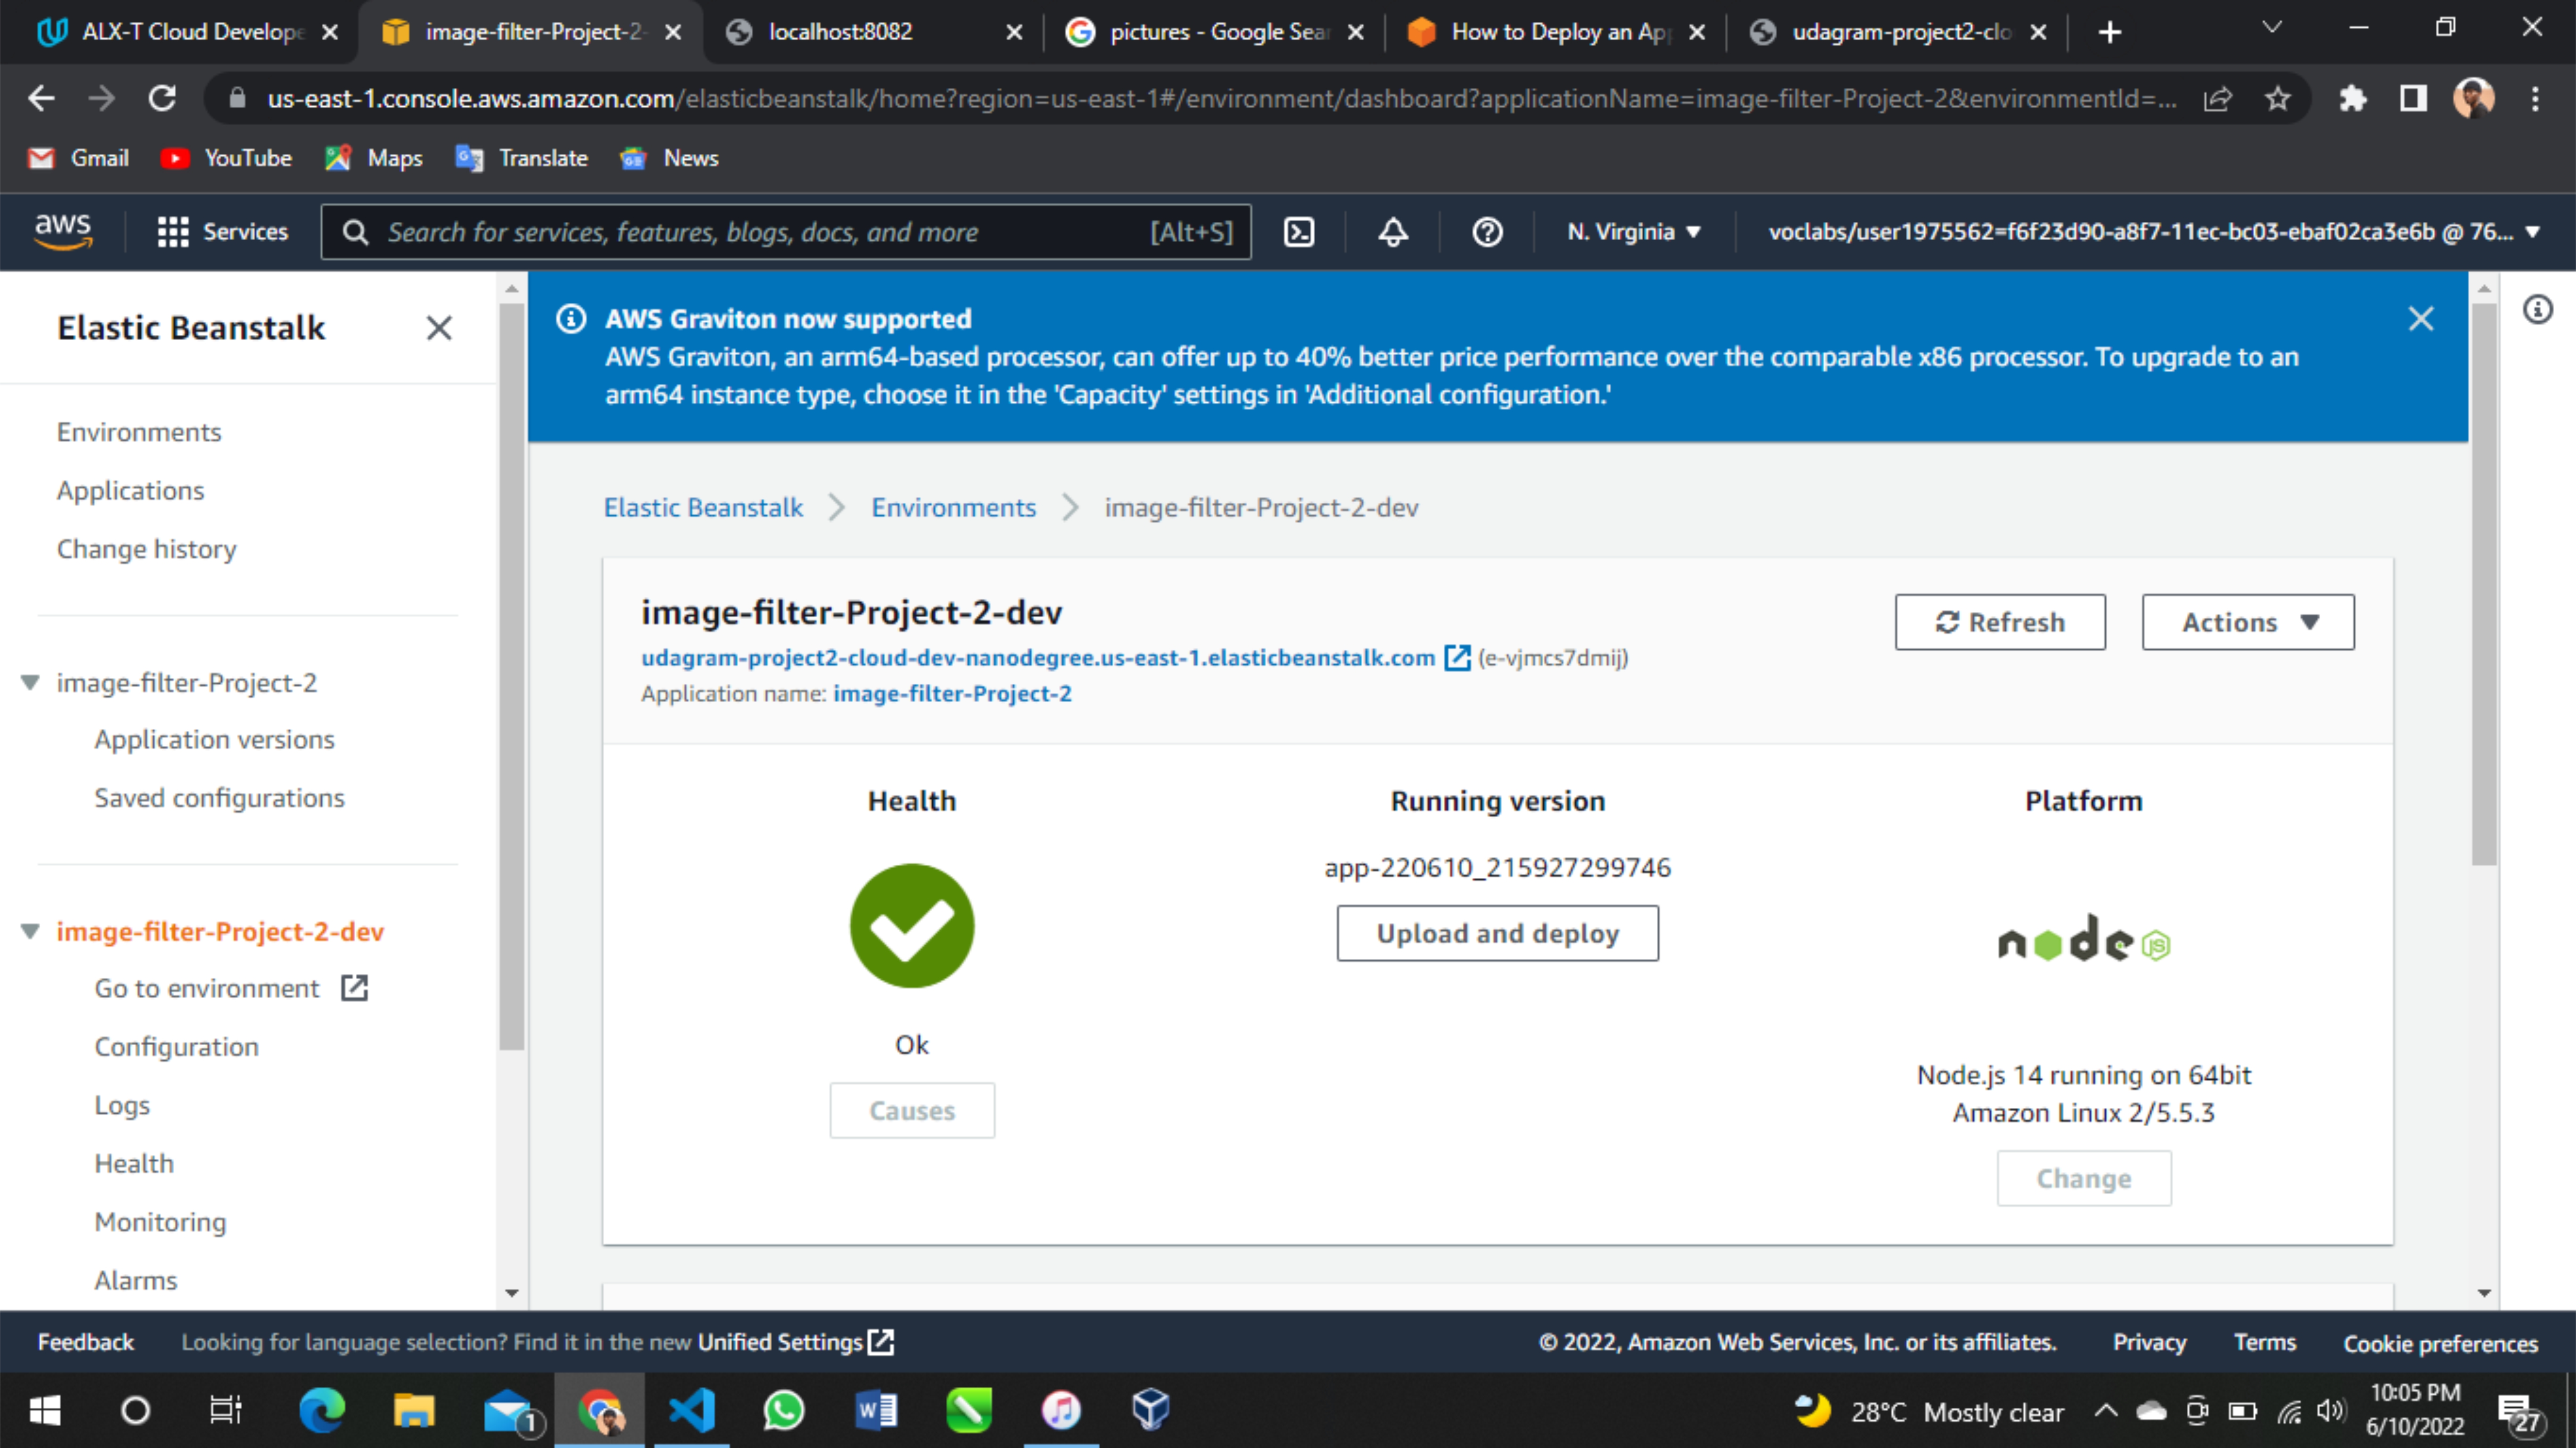 ALX-T Cloud Develope
image-filter-Project-2-
localhost:8082
pictures - Google Sear
How to Deploy an App
udagram-project2-clo
us-east-1.console.aws.amazon.com/elasticbeanstalk/home?region=us-east-1#/environment/dashboard?applicationName=image-filter-Project-2&environmentId=...
Gmail YouTube Maps Translate News
aws Services Search for services, features, blogs, docs, and more [Alt+S] N. Virginia voclabs/user1975562=f6f23d90-a8f7-11ec-bc03-ebaf02ca3e6b @ 76...
Elastic Beanstalk
Environments
Applications
Change history
image-filter-Project-2
Application versions
Saved configurations
image-filter-Project-2-dev
Go to environment
Configuration
Logs
Health
Monitoring
Alarms
AWS Graviton now supported
AWS Graviton, an arm64-based processor, can offer up to 40% better price performance over the comparable x86 processor. To upgrade to an
arm64 instance type, choose it in the 'Capacity' settings in 'Additional configuration.'
Elastic Beanstalk Environments image-filter-Project-2-dev
image-filter-Project-2-dev
udagram-project2-cloud-dev-nanodegree.us-east-1.elasticbeanstalk.com (e-vjmcs7dmij)
Application name: image-filter-Project-2
Refresh
Actions
Health
Ok
Causes
Running version
app-220610_215927299746
Upload and deploy
Platform
node JS
Node.js 14 running on 64bit
Amazon Linux 2/5.5.3
Change
Feedback Looking for language selection? Find it in the new Unified Settings © 2022, Amazon Web Services, Inc. or its affiliates. Privacy Terms Cookie preferences
1
28°C Mostly clear
10:05 PM
6/10/2022
27